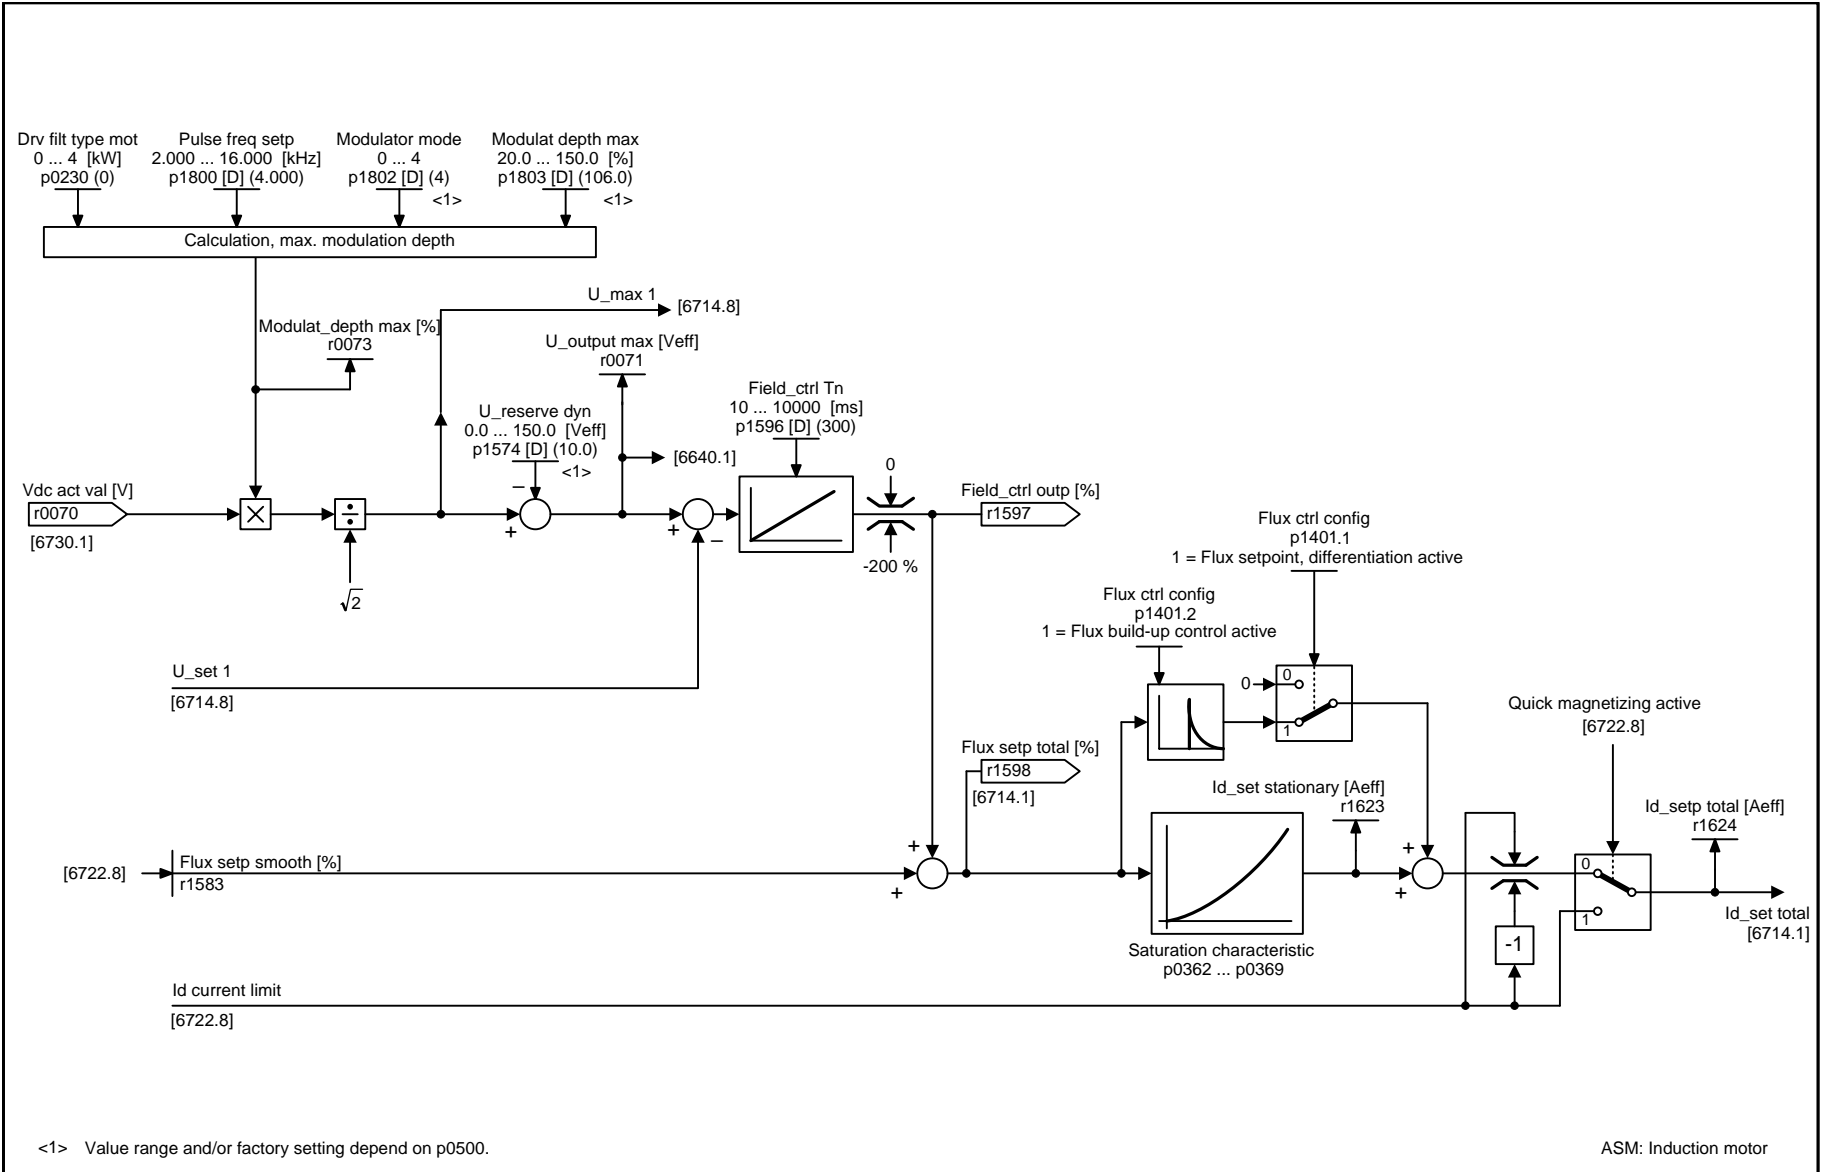 Drv filt type mot
0 ... 4 [kW]
p0230 (0)
Pulse freq setp
2.000 ... 16.000 [kHz]
p1800 [D] (4.000)
Modulator mode
0 ... 4
p1802 [D] (4)
<1>
Modulat depth max
20.0 ... 150.0 [%]
p1803 [D] (106.0)
<1>
Calculation, max. modulation depth
U_max 1
[6714.8]
Modulat_depth max [%]
r0073
U_output max [Veff]
r0071
U_reserve dyn
0.0 ... 150.0 [Veff]
p1574 [D] (10.0)
<1>
[6640.1]
Field_ctrl Tn
10 ... 10000 [ms]
p1596 [D] (300)
Vdc act val [V]
r0070
[6730.1]
×
÷
√2
–
+
+
–
0
-200 %
Field_ctrl outp [%]
r1597
Flux ctrl config
p1401.1
1 = Flux setpoint, differentiation active
Flux ctrl config
p1401.2
1 = Flux build-up control active
U_set 1
[6714.8]
0
0
1
Quick magnetizing active
[6722.8]
Flux setp total [%]
r1598
[6714.1]
Id_set stationary [Aeff]
r1623
Id_setp total [Aeff]
r1624
[6722.8]
Flux setp smooth [%]
r1583
+
+
+
+
0
1
-1
Id_set total
[6714.1]
Saturation characteristic
p0362 ... p0369
Id current limit
[6722.8]
<1> Value range and/or factory setting depend on p0500.
ASM: Induction motor